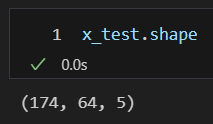 1 x_test.shape
✓ 0.0s
(174, 64, 5)